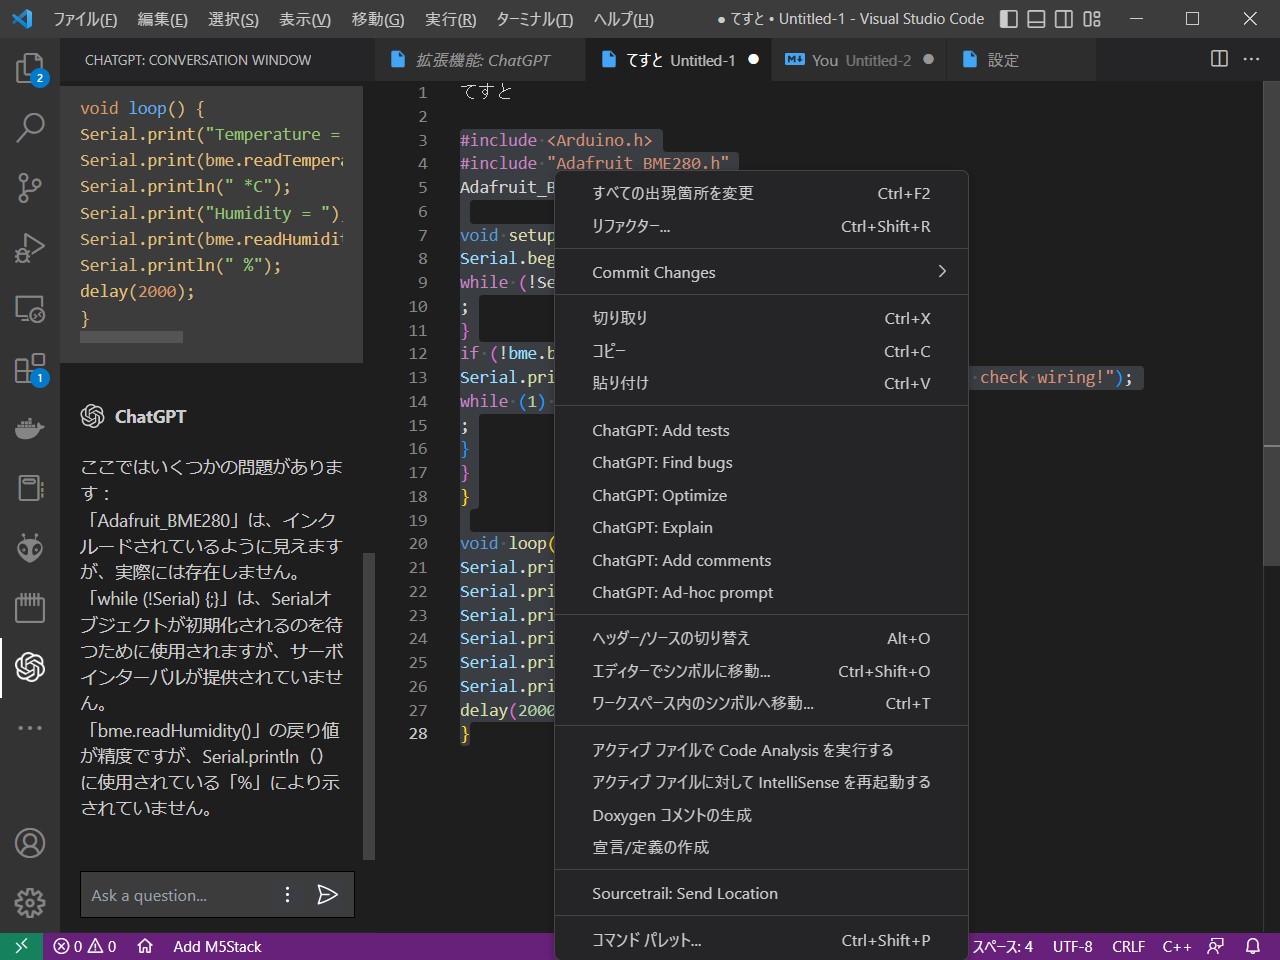 ファイル(F) 編集(E) 選択(S) 表示(V) 移動(G) 実行(R) ターミナル(T) ヘルプ(H) ● てすと • Untitled-1 - Visual Studio Code
CHATGPT: CONVERSATION WINDOW
拡張機能: ChatGPT
てすと Untitled-1 ●
You Untitled-2 ●
設定
2
1
void loop() {
Serial.print("Temperature =
Serial.print(bme.readTempera
Serial.println(" *C");
Serial.print("Humidity = ");
Serial.print(bme.readHumidit
Serial.println(" %");
delay(2000);
}
ChatGPT
ここではいくつかの問題がありま
す：
「Adafruit_BME280」は、インク
ルードされているように見えます
が、実際には存在しません。
「while (!Serial) {;}」は、Serialオ
ブジェクトが初期化されるのを待
つために使用されますが、サーボ
インターバルが提供されていませ
ん。
「bme.readHumidity()」の戻り値
が精度ですが、Serial.println（）
に使用されている「%」により示
されていません。
Ask a question...
1 てすと
2
3 #include <Arduino.h>
4 #include "Adafruit_BME280.h"
5 Adafruit_B
6
7 void setup
8 Serial.beg
9 while (!Se
10 ;
11 }
12 if (!bme.b
13 Serial.pri check wiring!");
14 while (1)
15 ;
16 }
17 }
18 }
19
20 void loop(
21 Serial.pri
22 Serial.pri
23 Serial.pri
24 Serial.pri
25 Serial.pri
26 Serial.pri
27 delay(2000
28 }
すべての出現箇所を変更 Ctrl+F2
リファクター... Ctrl+Shift+R
Commit Changes
切り取り Ctrl+X
コピー Ctrl+C
貼り付け Ctrl+V
ChatGPT: Add tests
ChatGPT: Find bugs
ChatGPT: Optimize
ChatGPT: Explain
ChatGPT: Add comments
ChatGPT: Ad-hoc prompt
ヘッダー/ソースの切り替え Alt+O
エディターでシンボルに移動... Ctrl+Shift+O
ワークスペース内のシンボルへ移動... Ctrl+T
アクティブ ファイルで Code Analysis を実行する
アクティブ ファイルに対して IntelliSense を再起動する
Doxygen コメントの生成
宣言/定義の作成
Sourcetrail: Send Location
コマンド パレット... Ctrl+Shift+P
0 0 Add M5Stack
スペース: 4 UTF-8 CRLF C++